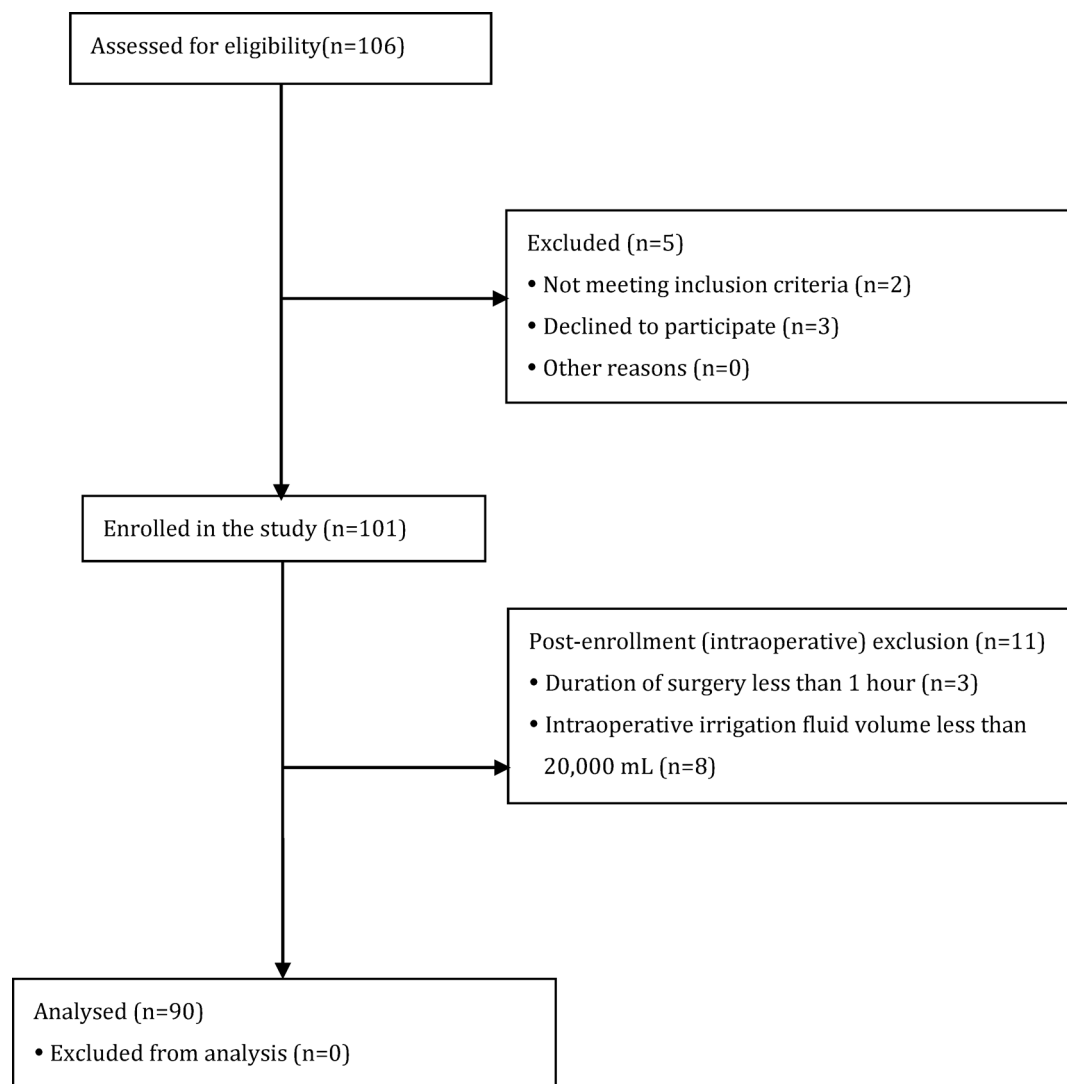 Assessed for eligibility(n=106)
Excluded (n=5)
• Not meeting inclusion criteria (n=2)
• Declined to participate (n=3)
• Other reasons (n=0)
Enrolled in the study (n=101)
Post-enrollment (intraoperative) exclusion (n=11)
• Duration of surgery less than 1 hour (n=3)
• Intraoperative irrigation fluid volume less than
20,000 mL (n=8)
Analysed (n=90)
• Excluded from analysis (n=0)